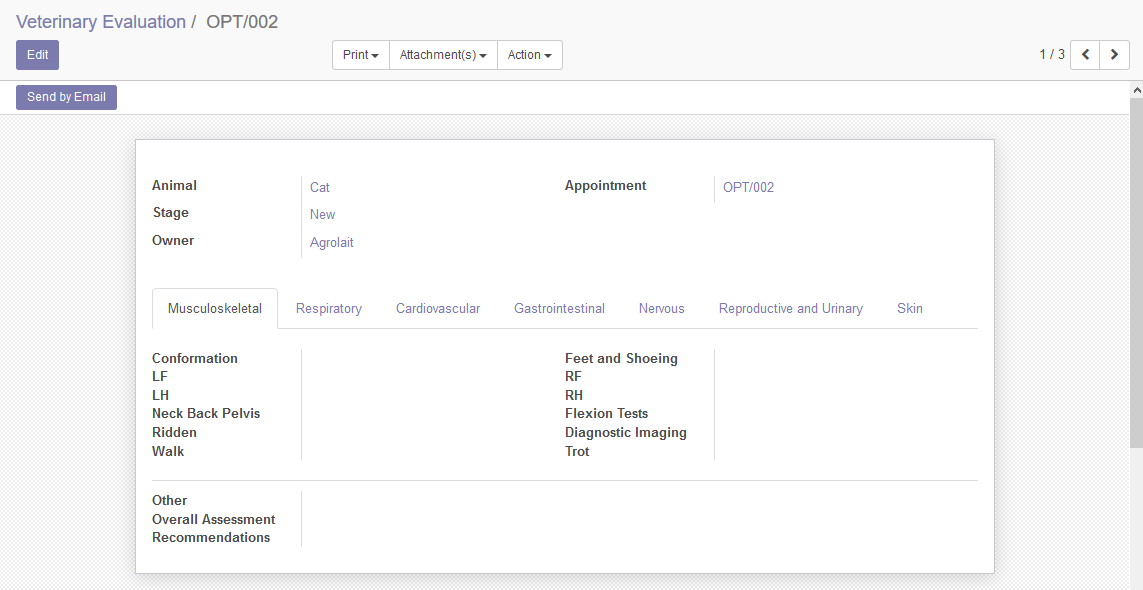 Veterinary Evaluation / OPT/002
Edit Print Attachment(s) Action 1 / 3
Send by Email
Animal Cat Appointment OPT/002
Stage New
Owner Agrolait
Musculoskeletal Respiratory Cardiovascular Gastrointestinal Nervous Reproductive and Urinary Skin
Conformation Feet and Shoeing
LF RF
LH RH
Neck Back Pelvis Flexion Tests
Ridden Diagnostic Imaging
Walk Trot
Other
Overall Assessment
Recommendations